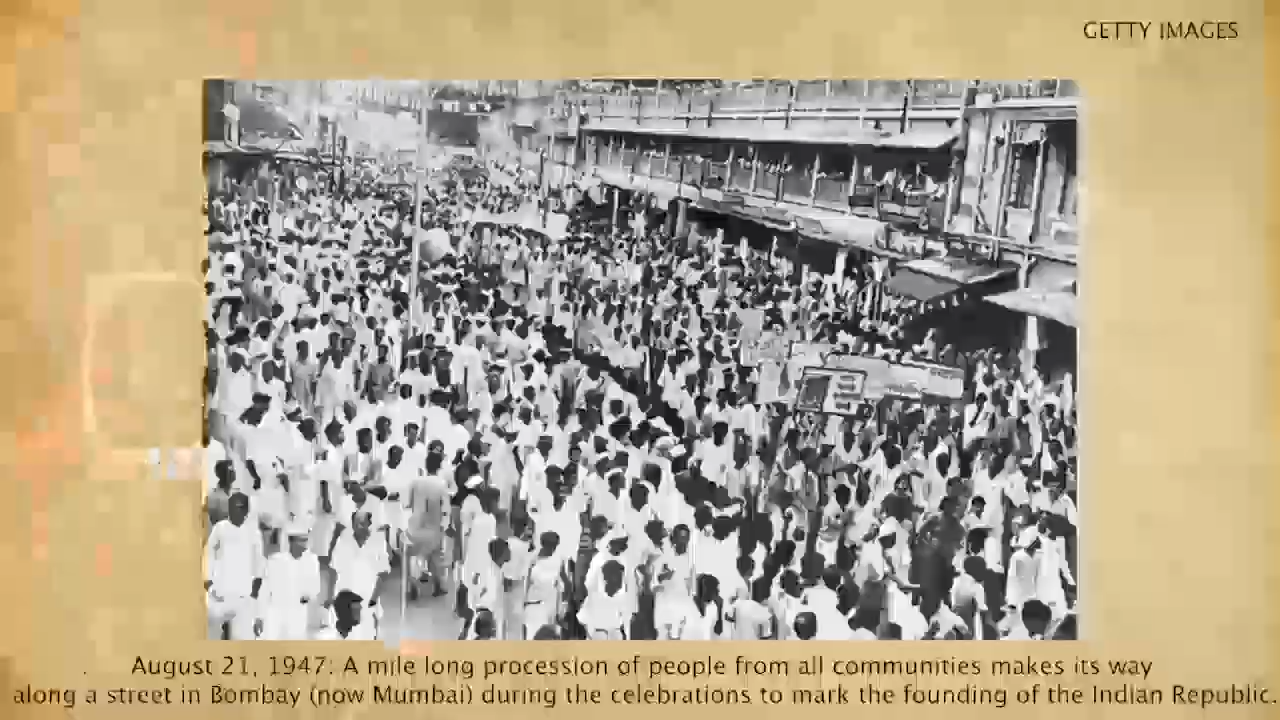 GETTY IMAGES
August 21, 1947: A mile long procession of people from all communities makes its way
along a street in Bombay (now Mumbai) during the celebrations to mark the founding of the Indian Republic.